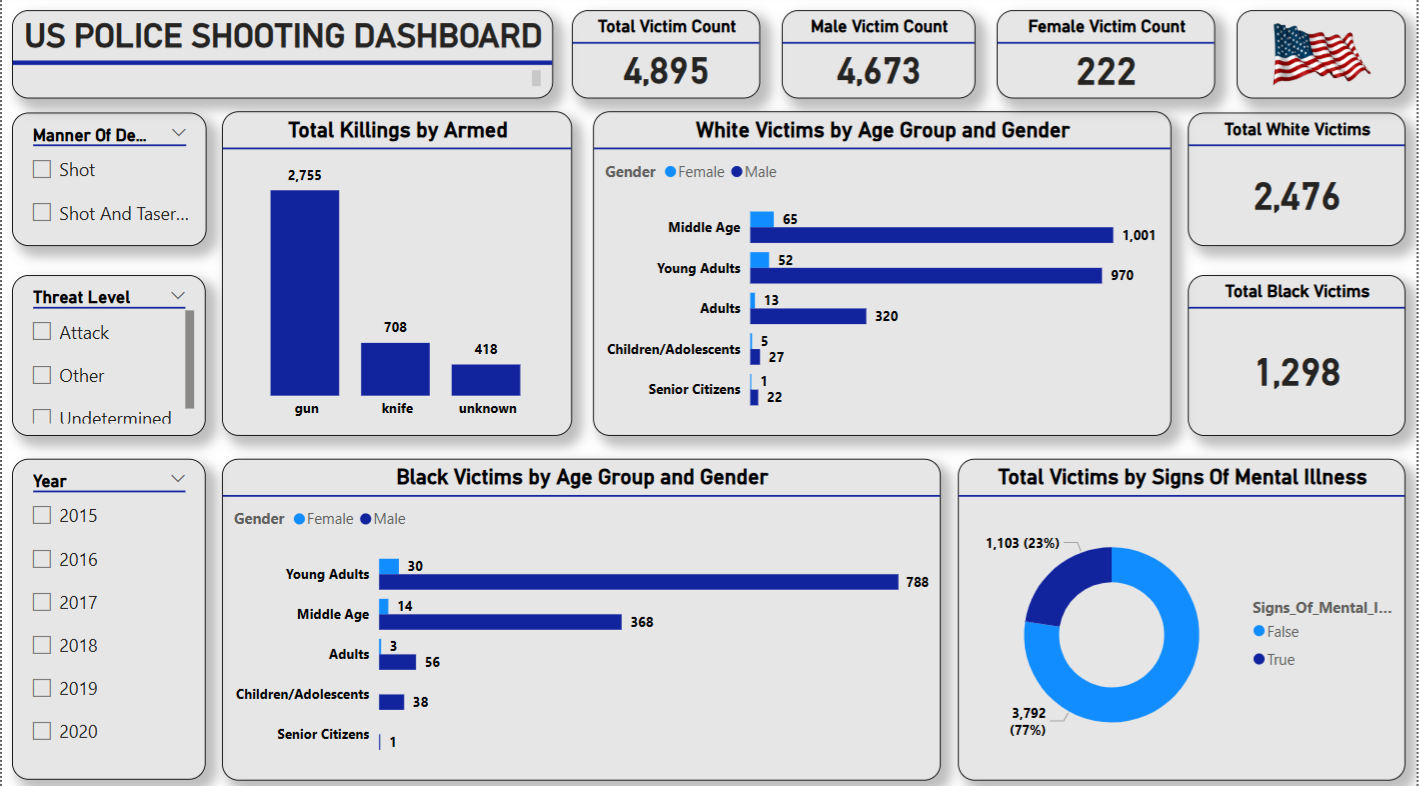 US POLICE SHOOTING DASHBOARD
Total Victim Count
4,895
Male Victim Count
4,673
Female Victim Count
222
Manner Of De...
Shot
Shot And Taser...
Threat Level
Attack
Other
Undetermined
Year
2015
2016
2017
2018
2019
2020
Total Killings by Armed
2,755
708
418
gun
knife
unknown
White Victims by Age Group and Gender
Gender Female Male
Middle Age 65
1,001
Young Adults 52
970
Adults 13
320
Children/Adolescents 5
27
Senior Citizens 1
22
Total White Victims
2,476
Total Black Victims
1,298
Black Victims by Age Group and Gender
Gender Female Male
Young Adults 30
788
Middle Age 14
368
Adults 3
56
Children/Adolescents 38
Senior Citizens 1
Total Victims by Signs Of Mental Illness
1,103 (23%)
3,792
(77%)
Signs_Of_Mental_I...
False
True